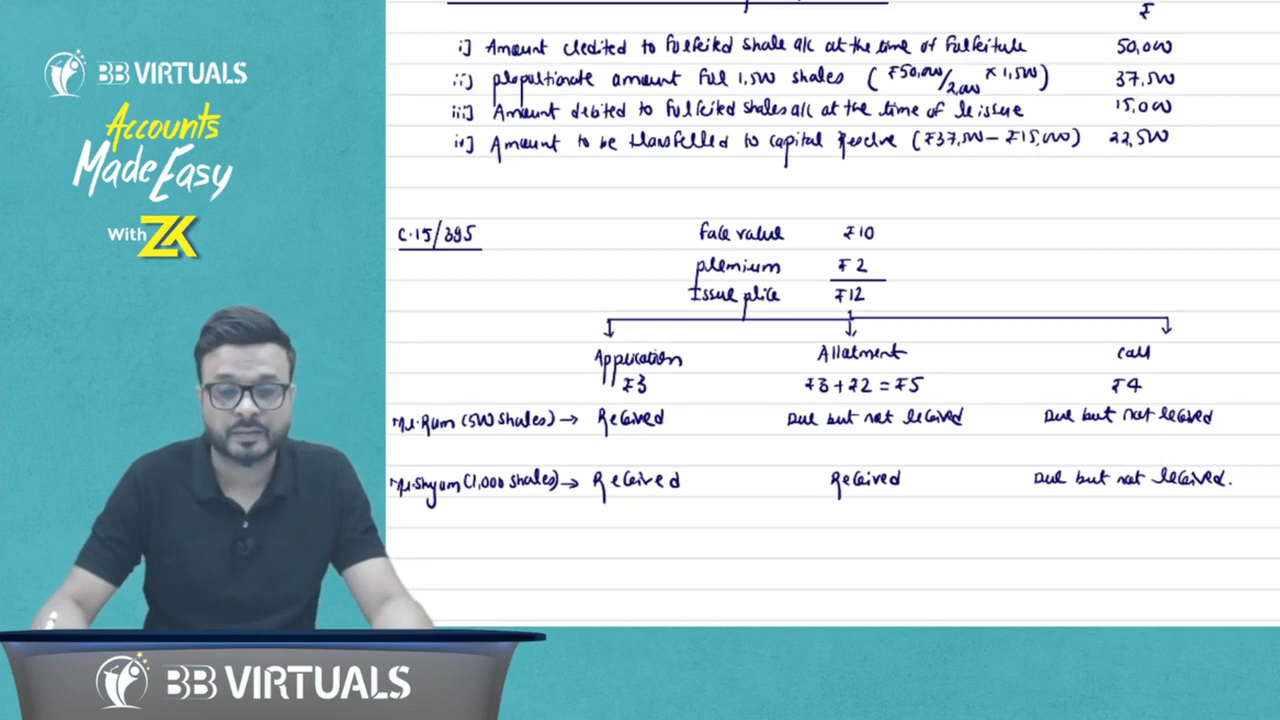 BB VIRTUALS
Accounts
Made Easy
With ZK
₹
i] Amount credited to forfeited share a/c at the time of forfeiture 50,000
ii] proportionate amount for 1,500 shares (₹50,000/2,000 × 1,500) 37,500
iii] Amount debited to forfeited shares a/c at the time of reissue 15,000
iv] Amount to be transferred to capital Reserve (₹37,500 – ₹15,000) 22,500
C.15/395
face value ₹10
premium ₹2
Issue price ₹12
Application Allotment Call
₹3 ₹3 + ₹2 = ₹5 ₹4
Mr. Ram (500 shares) → Received Due but not received Due but not received
Mr. Shyam (1,000 shares) → Received Received Due but not received.
BB VIRTUALS